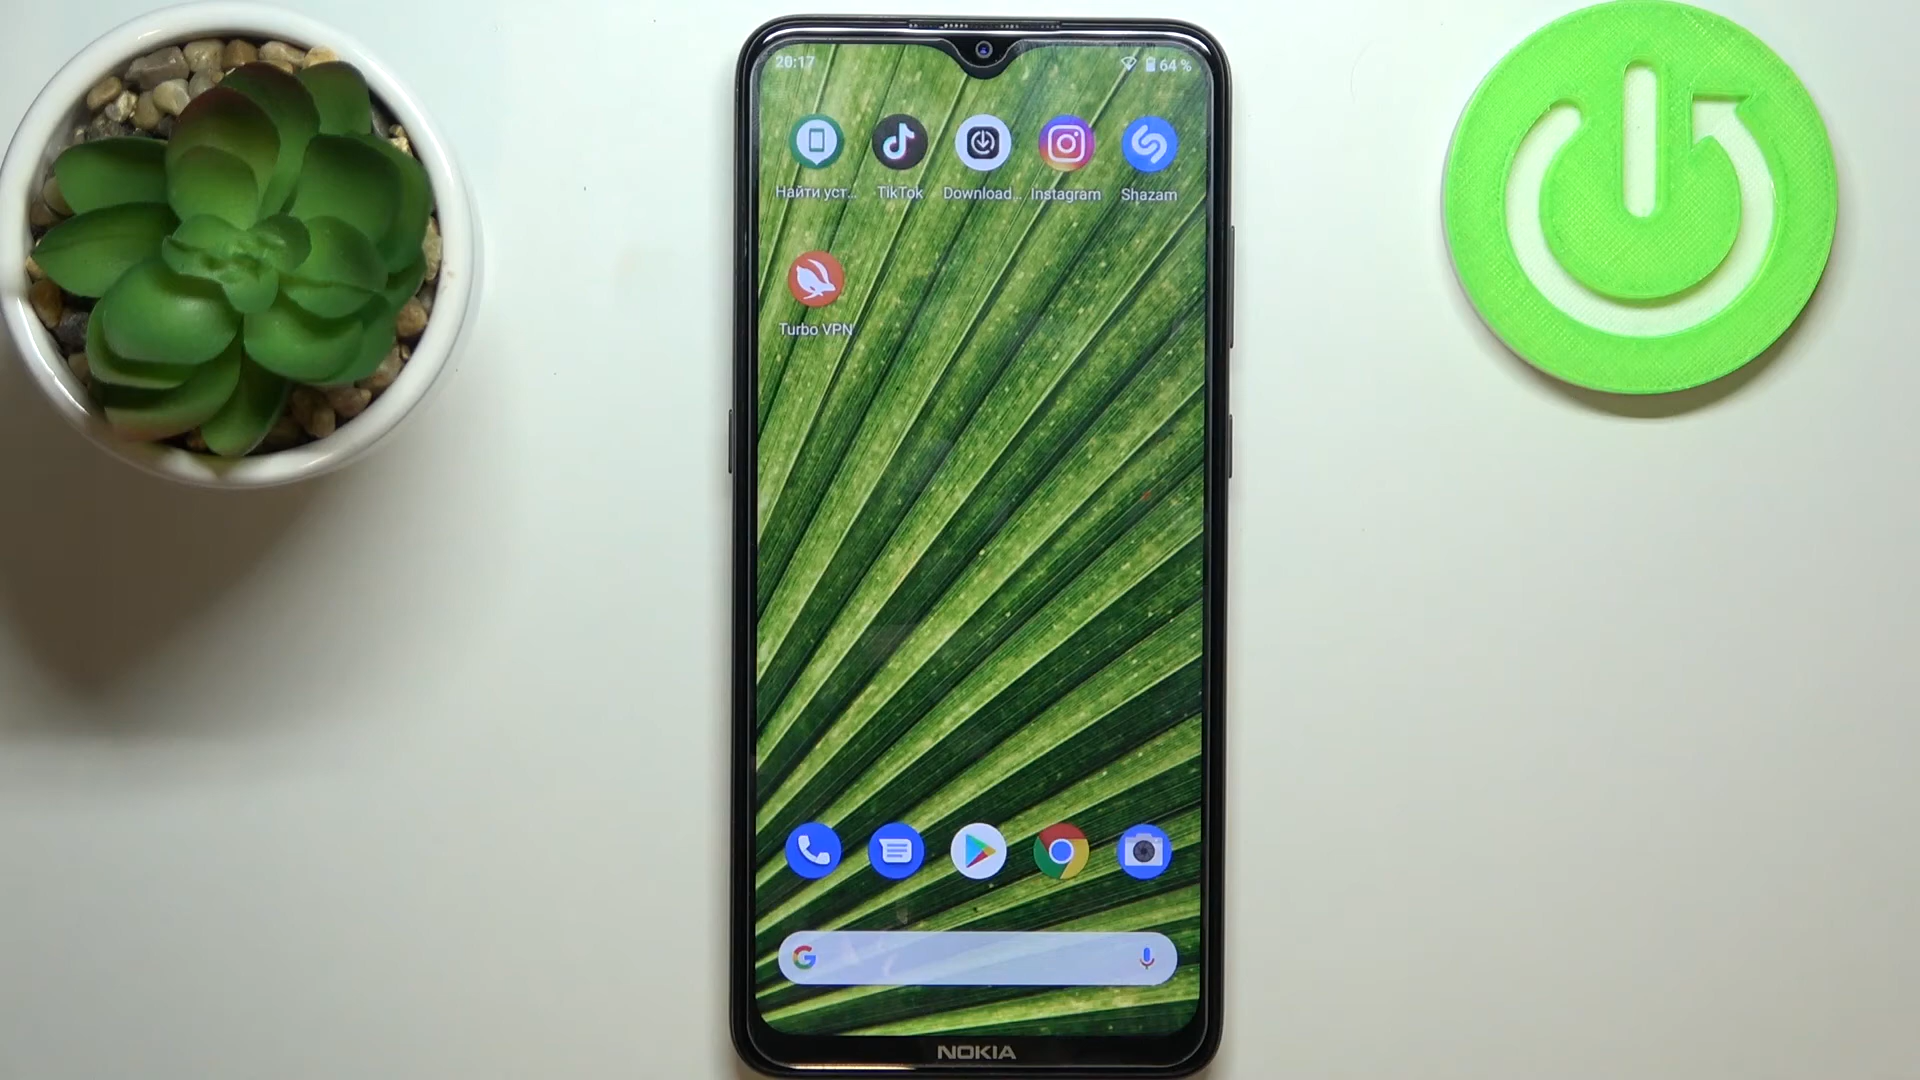 20:17 64 %
Найти уст... TikTok Download... Instagram Shazam
Turbo VPN
NOKIA